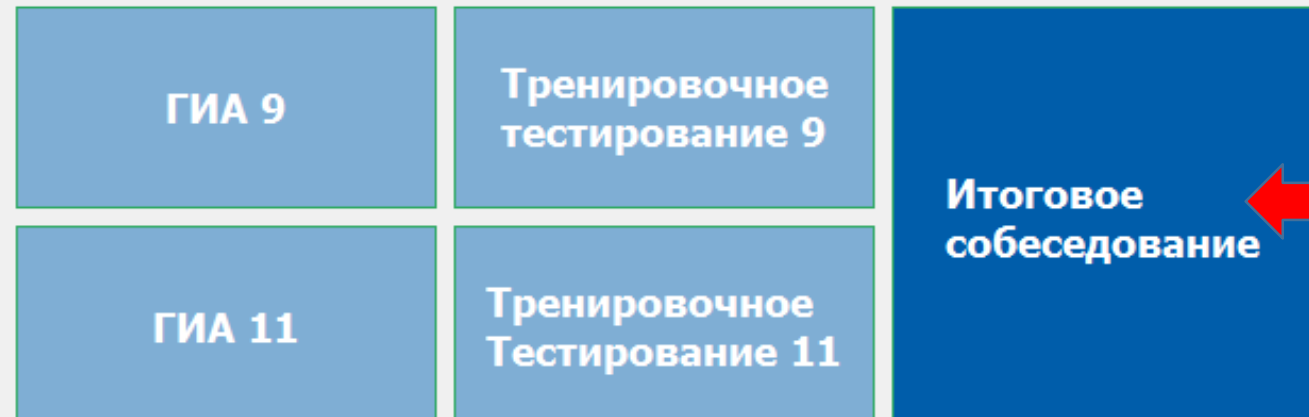 ГИА 9
Тренировочное
тестирование 9
Итоговое
собеседование
ГИА 11
Тренировочное
Тестирование 11